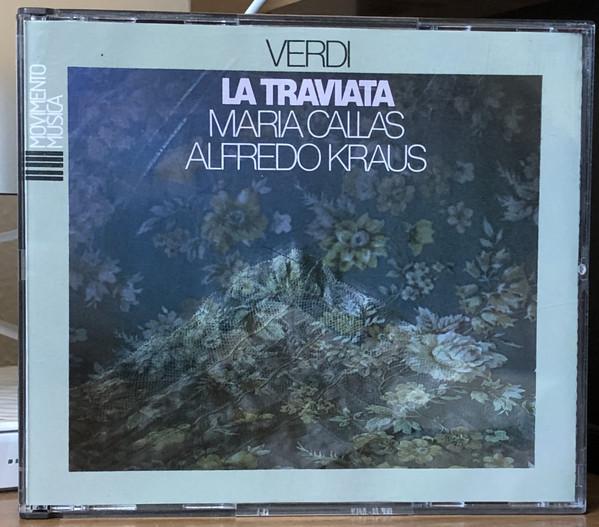 VERDI
LA TRAVIATA
MARIA CALLAS
ALFREDO KRAUS
MOVIMENTO
MUSICA